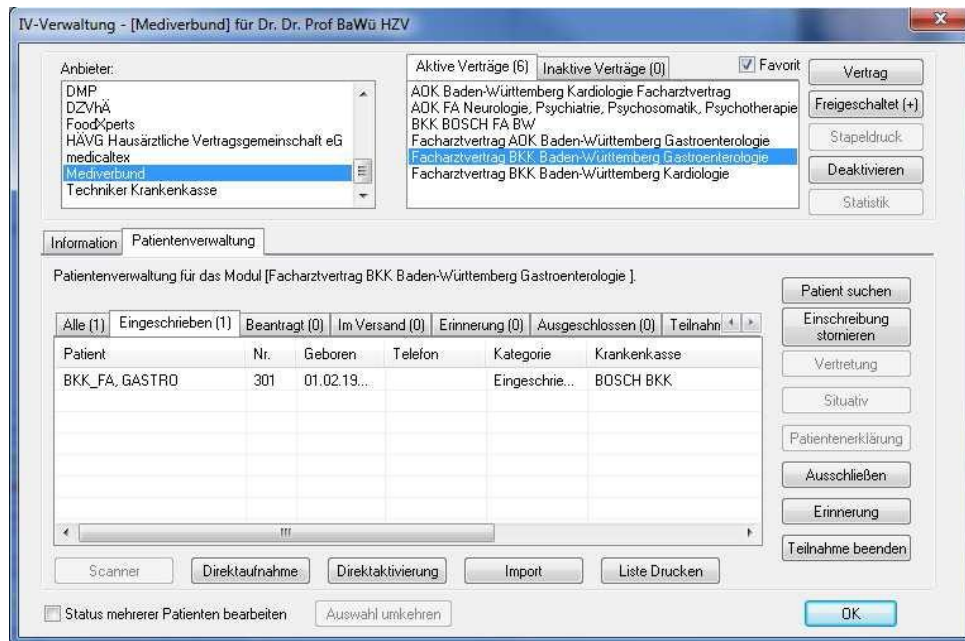 IV-Verwaltung - [Mediverbund] für Dr. Dr. Prof BaWü HZV
Anbieter:
DMP
DZVhÄ
FoodXperts
HÄVG Hausärztliche Vertragsgemeinschaft eG
medicaltex
Mediverbund
Techniker Krankenkasse
Aktive Verträge (6) Inaktive Verträge (0) Favorit
AOK Baden-Württemberg Kardiologie Facharztvertrag
AOK FA Neurologie, Psychiatrie, Psychosomatik, Psychotherapie
BKK BOSCH FA BW
Facharztvertrag AOK Baden-Württemberg Gastroenterologie
Facharztvertrag BKK Baden-Württemberg Gastroenterologie
Facharztvertrag BKK Baden-Württemberg Kardiologie
Vertrag
Freigeschaltet (+)
Stapeldruck
Deaktivieren
Statistik
Information Patientenverwaltung
Patientenverwaltung für das Modul [Facharztvertrag BKK Baden-Württemberg Gastroenterologie ].
Alle (1) Eingeschrieben (1) Beantragt (0) Im Versand (0) Erinnerung (0) Ausgeschlossen (0) Teilnahm
Patient Nr. Geboren Telefon Kategorie Krankenkasse
BKK_FA, GASTRO 301 01.02.19... Eingeschrie... BOSCH BKK
Patient suchen
Einschreibung
stornieren
Vertretung
Situativ
Patientenerklärung
Ausschließen
Erinnerung
Teilnahme beenden
Scanner Direktaufnahme Direktaktivierung Import Liste Drucken
Status mehrerer Patienten bearbeiten Auswahl umkehren OK